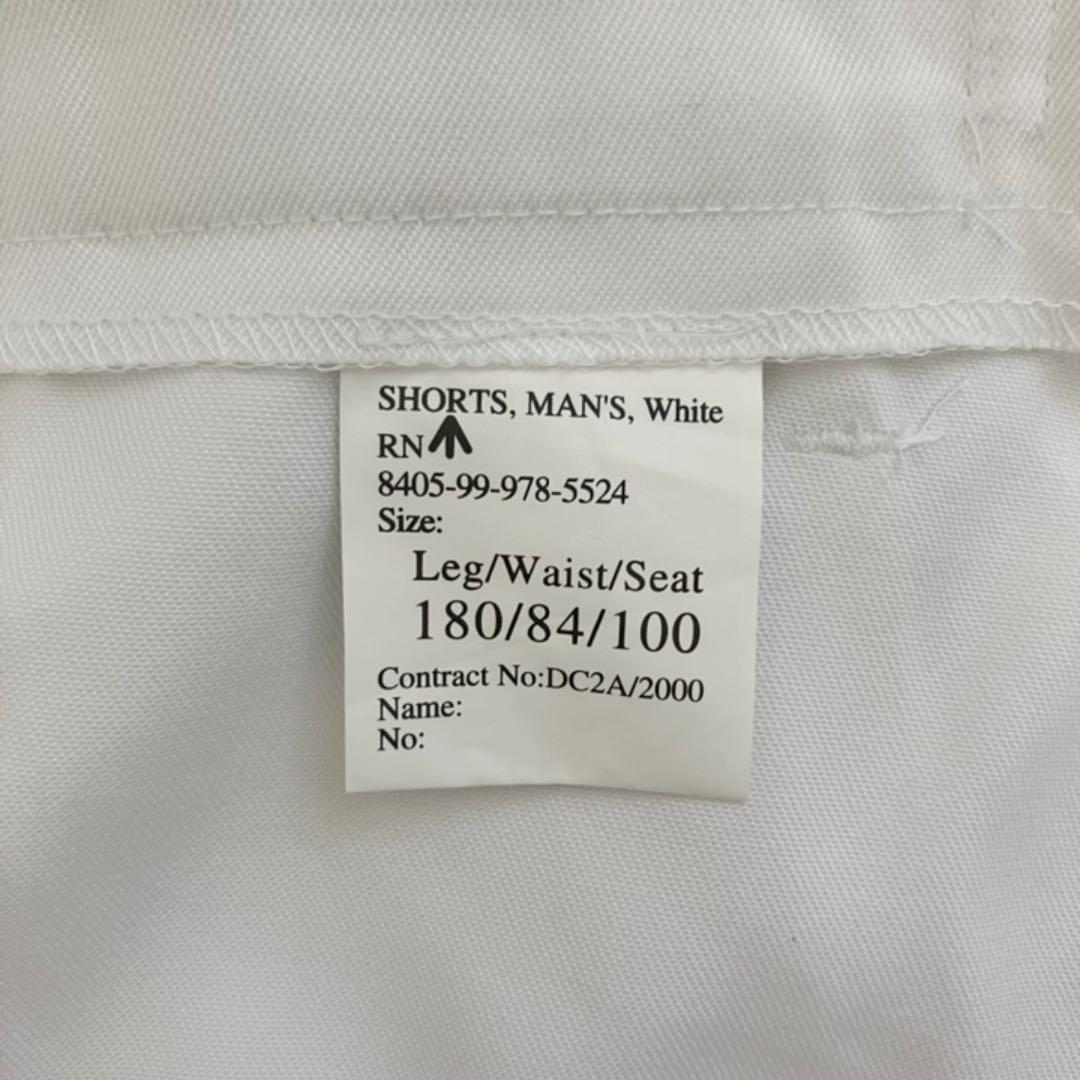 SHORTS, MAN'S, White
RN
8405-99-978-5524
Size:
Leg/Waist/Seat
180/84/100
Contract No:DC2A/2000
Name:
No: